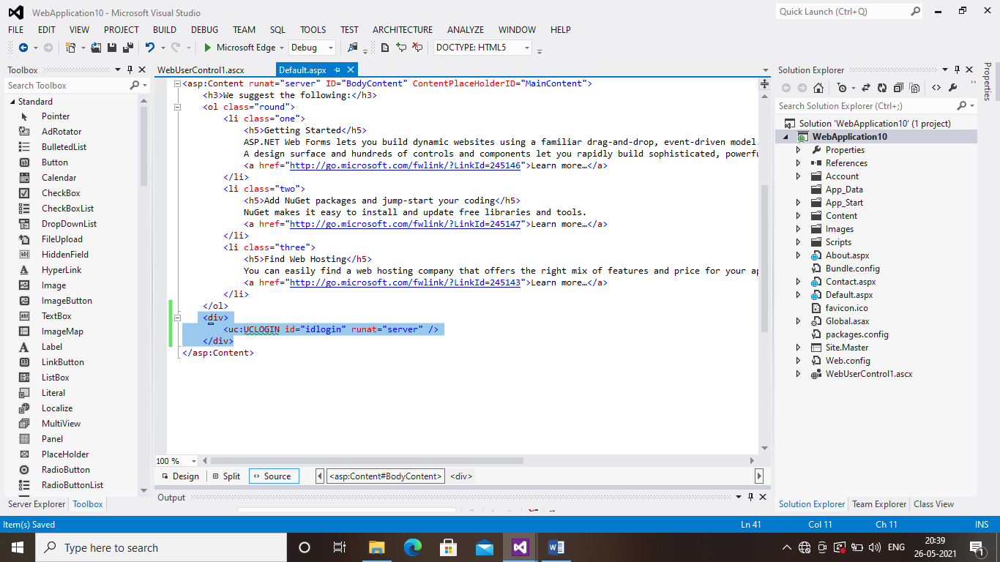 WebApplication10 - Microsoft Visual Studio
Quick Launch (Ctrl+Q)
FILE EDIT VIEW PROJECT BUILD DEBUG TEAM SQL TOOLS TEST ARCHITECTURE ANALYZE WINDOW HELP
Microsoft Edge Debug DOCTYPE: HTML5
Toolbox
Search Toolbox
Standard
Pointer
AdRotator
BulletedList
Button
Calendar
CheckBox
CheckBoxList
DropDownList
FileUpload
HiddenField
HyperLink
Image
ImageButton
TextBox
ImageMap
Label
LinkButton
ListBox
Literal
Localize
MultiView
Panel
PlaceHolder
RadioButton
RadioButtonList
Server Explorer Toolbox
WebUserControl1.ascx Default.aspx
<asp:Content runat="server" ID="BodyContent" ContentPlaceHolderID="MainContent">
<h3>We suggest the following:</h3>
<ol class="round">
<li class="one">
<h5>Getting Started</h5>
ASP.NET Web Forms lets you build dynamic websites using a familiar drag-and-drop, event-driven model.
A design surface and hundreds of controls and components let you rapidly build sophisticated, powerfu
<a href="http://go.microsoft.com/fwlink/?LinkId=245146">Learn more…</a>
</li>
<li class="two">
<h5>Add NuGet packages and jump-start your coding</h5>
NuGet makes it easy to install and update free libraries and tools.
<a href="http://go.microsoft.com/fwlink/?LinkId=245147">Learn more…</a>
</li>
<li class="three">
<h5>Find Web Hosting</h5>
You can easily find a web hosting company that offers the right mix of features and price for your ap
<a href="http://go.microsoft.com/fwlink/?LinkId=245143">Learn more…</a>
</li>
</ol>
<div>
<uc:UCLOGIN id="idlogin" runat="server" />
</div>
</asp:Content>
100 %
Design Split Source <asp:Content#BodyContent> <div>
Output
Solution Explorer
Search Solution Explorer (Ctrl+;)
Solution 'WebApplication10' (1 project)
WebApplication10
Properties
References
Account
App_Data
App_Start
Content
Images
Scripts
About.aspx
Bundle.config
Contact.aspx
Default.aspx
favicon.ico
Global.asax
packages.config
Site.Master
Web.config
WebUserControl1.ascx
Solution Explorer Team Explorer Class View
Properties
Item(s) Saved Ln 41 Col 11 Ch 11 INS
Type here to search
ENG
20:39
26-05-2021
1